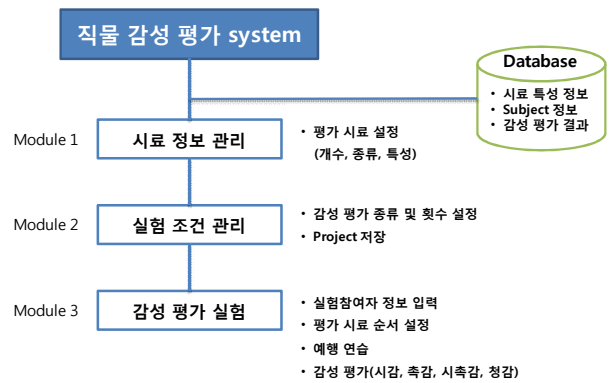 직물 감성 평가 system
Database
• 시료 특성 정보
• Subject 정보
• 감성 평가 결과
Module 1
시료 정보 관리
• 평가 시료 설정
(개수, 종류, 특성)
Module 2
실험 조건 관리
• 감성 평가 종류 및 횟수 설정
• Project 저장
Module 3
감성 평가 실험
• 실험참여자 정보 입력
• 평가 시료 순서 설정
• 예행 연습
• 감성 평가(시감, 촉감, 시촉감, 청감)